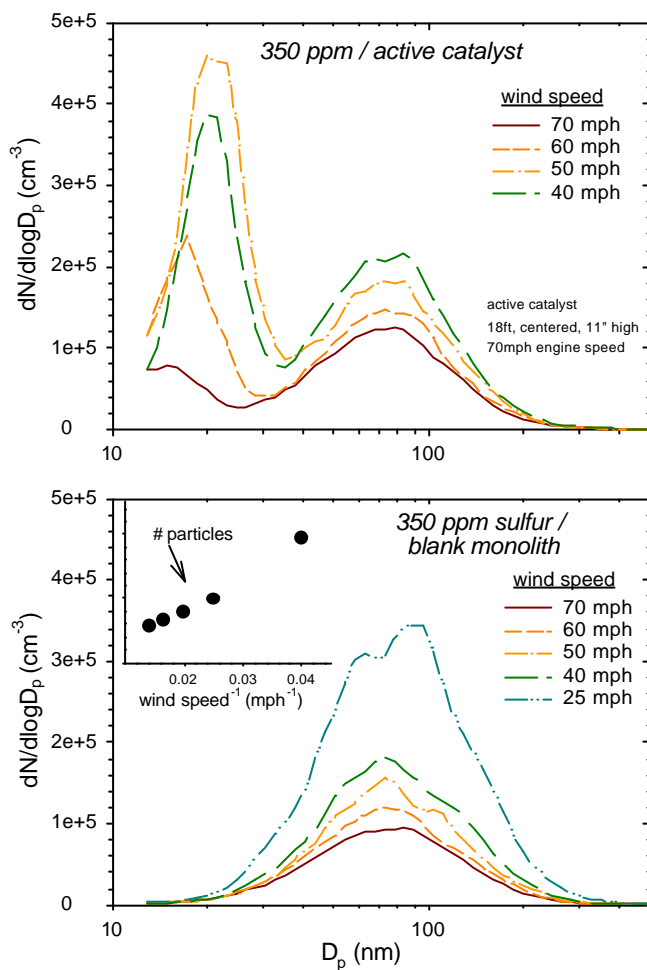 5e+5
350 ppm / active catalyst
wind speed
70 mph
60 mph
50 mph
40 mph
4e+5
3e+5
2e+5
1e+5
0
dN/dlogDp (cm-3)
active catalyst
18ft, centered, 11" high
70mph engine speed
10
100
5e+5
350 ppm sulfur /
blank monolith
# particles
wind speed
70 mph
60 mph
50 mph
40 mph
25 mph
0.02
0.03
0.04
wind speed-1 (mph-1)
4e+5
3e+5
2e+5
1e+5
0
dN/dlogDp (cm-3)
10
100
Dp (nm)